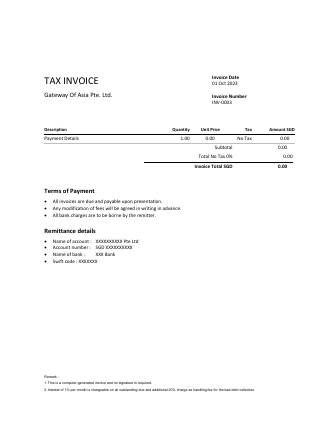 TAX INVOICE
Gateway Of Asia Pte. Ltd.
Invoice Date
01 Oct 2023
Invoice Number
INV-0003
Description Quantity Unit Price Tax Amount SGD
Payment Details 1.00 0.00 No Tax 0.00
Subtotal 0.00
Total No Tax 0% 0.00
Invoice Total SGD 0.00
Terms of Payment
• All invoices are due and payable upon presentation.
• Any modification of fees will be agreed in writing in advance.
• All bank charges are to be borne by the remitter.
Remittance details
• Name of account : XXXXXXXXXX Pte Ltd
• Account number : SGD XXXXXXXXXX
• Name of bank : XXX Bank
• Swift code : XXXXXXX
Remark :
1. This is a computer generated invoice and no signature is required.
2. Interest of 1% per month is chargeable on all outstanding due and additional 20% charge as handling fee for the bad debt collection.